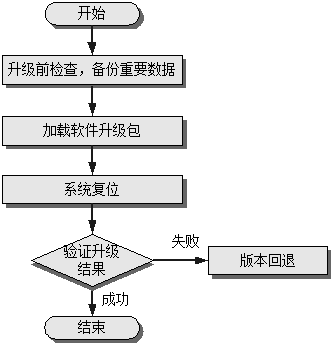 开始
升级前检查，备份重要数据
加载软件升级包
系统复位
验证升级
结果
失败
版本回退
成功
结束